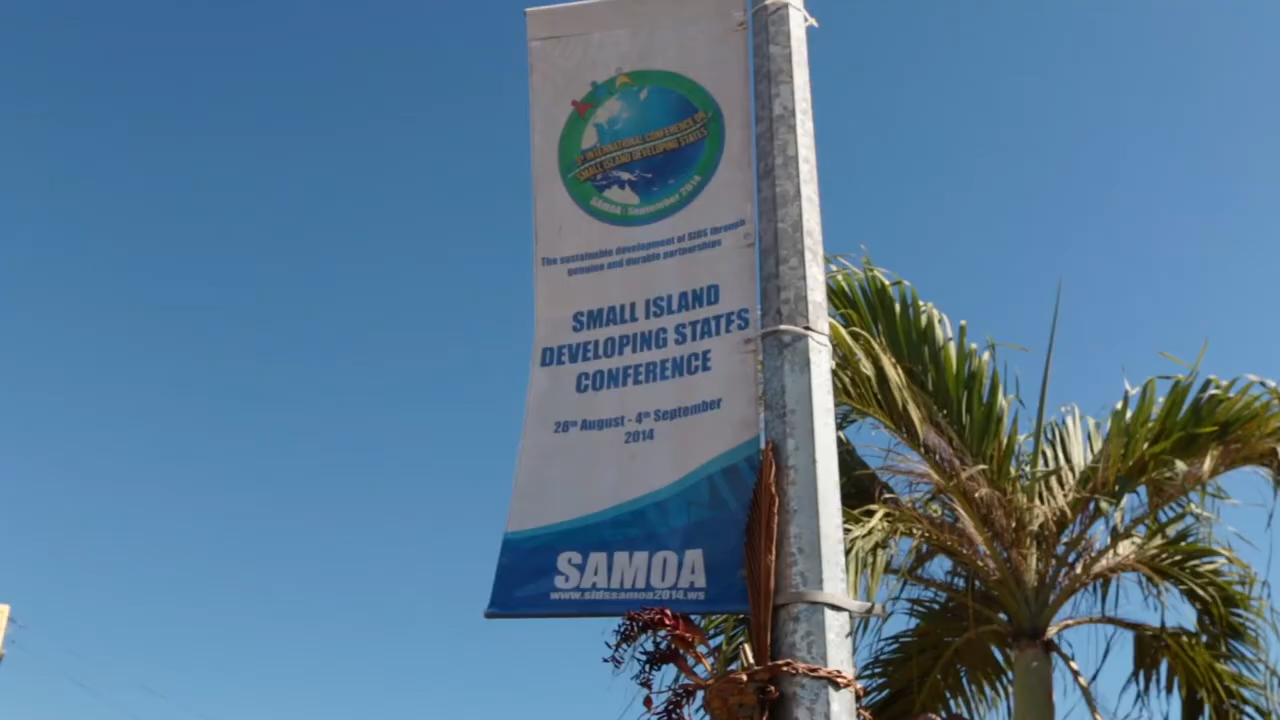 3rd INTERNATIONAL CONFERENCE ON
SMALL ISLAND DEVELOPING STATES
SAMOA : September 2014
The sustainable development of SIDS through
genuine and durable partnerships
SMALL ISLAND
DEVELOPING STATES
CONFERENCE
26th August - 4th September
2014
SAMOA
www.sidssamoa2014.ws